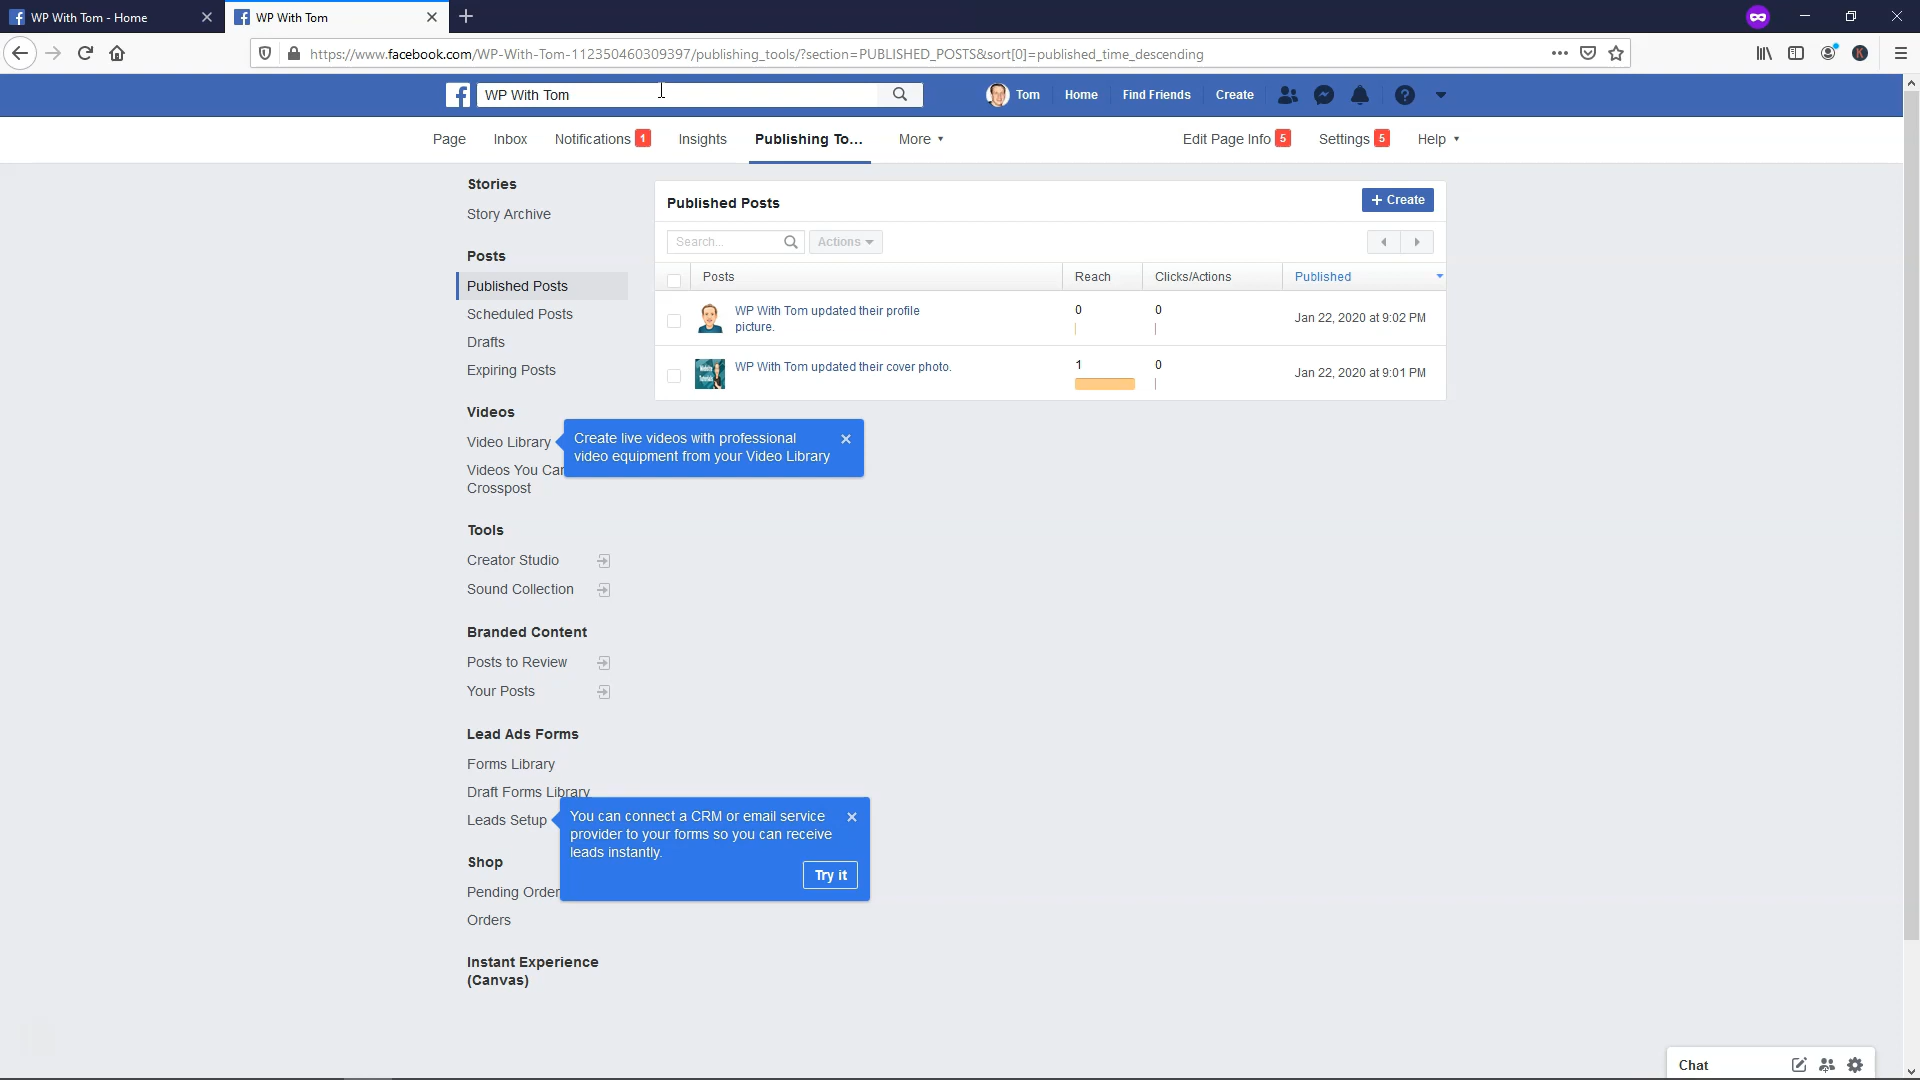 WP With Tom - Home
WP With Tom
https://www.facebook.com/WP-With-Tom-112350460309397/publishing_tools/?section=PUBLISHED_POSTS&sort[0]=published_time_descending
WP With Tom
Tom
Home
Find Friends
Create
Page
Inbox
Notifications 1
Insights
Publishing To...
More
Edit Page Info 5
Settings 5
Help
Stories
Story Archive
Posts
Published Posts
Scheduled Posts
Drafts
Expiring Posts
Videos
Video Library
Videos You Can
Crosspost
Tools
Creator Studio
Sound Collection
Branded Content
Posts to Review
Your Posts
Lead Ads Forms
Forms Library
Draft Forms Library
Leads Setup
Shop
Pending Order
Orders
Instant Experience
(Canvas)
Published Posts
+ Create
Search...
Actions
Posts
Reach
Clicks/Actions
Published
WP With Tom updated their profile
picture.
0
0
Jan 22, 2020 at 9:02 PM
WP With Tom updated their cover photo.
1
0
Jan 22, 2020 at 9:01 PM
Create live videos with professional
video equipment from your Video Library
You can connect a CRM or email service
provider to your forms so you can receive
leads instantly.
Try it
Chat